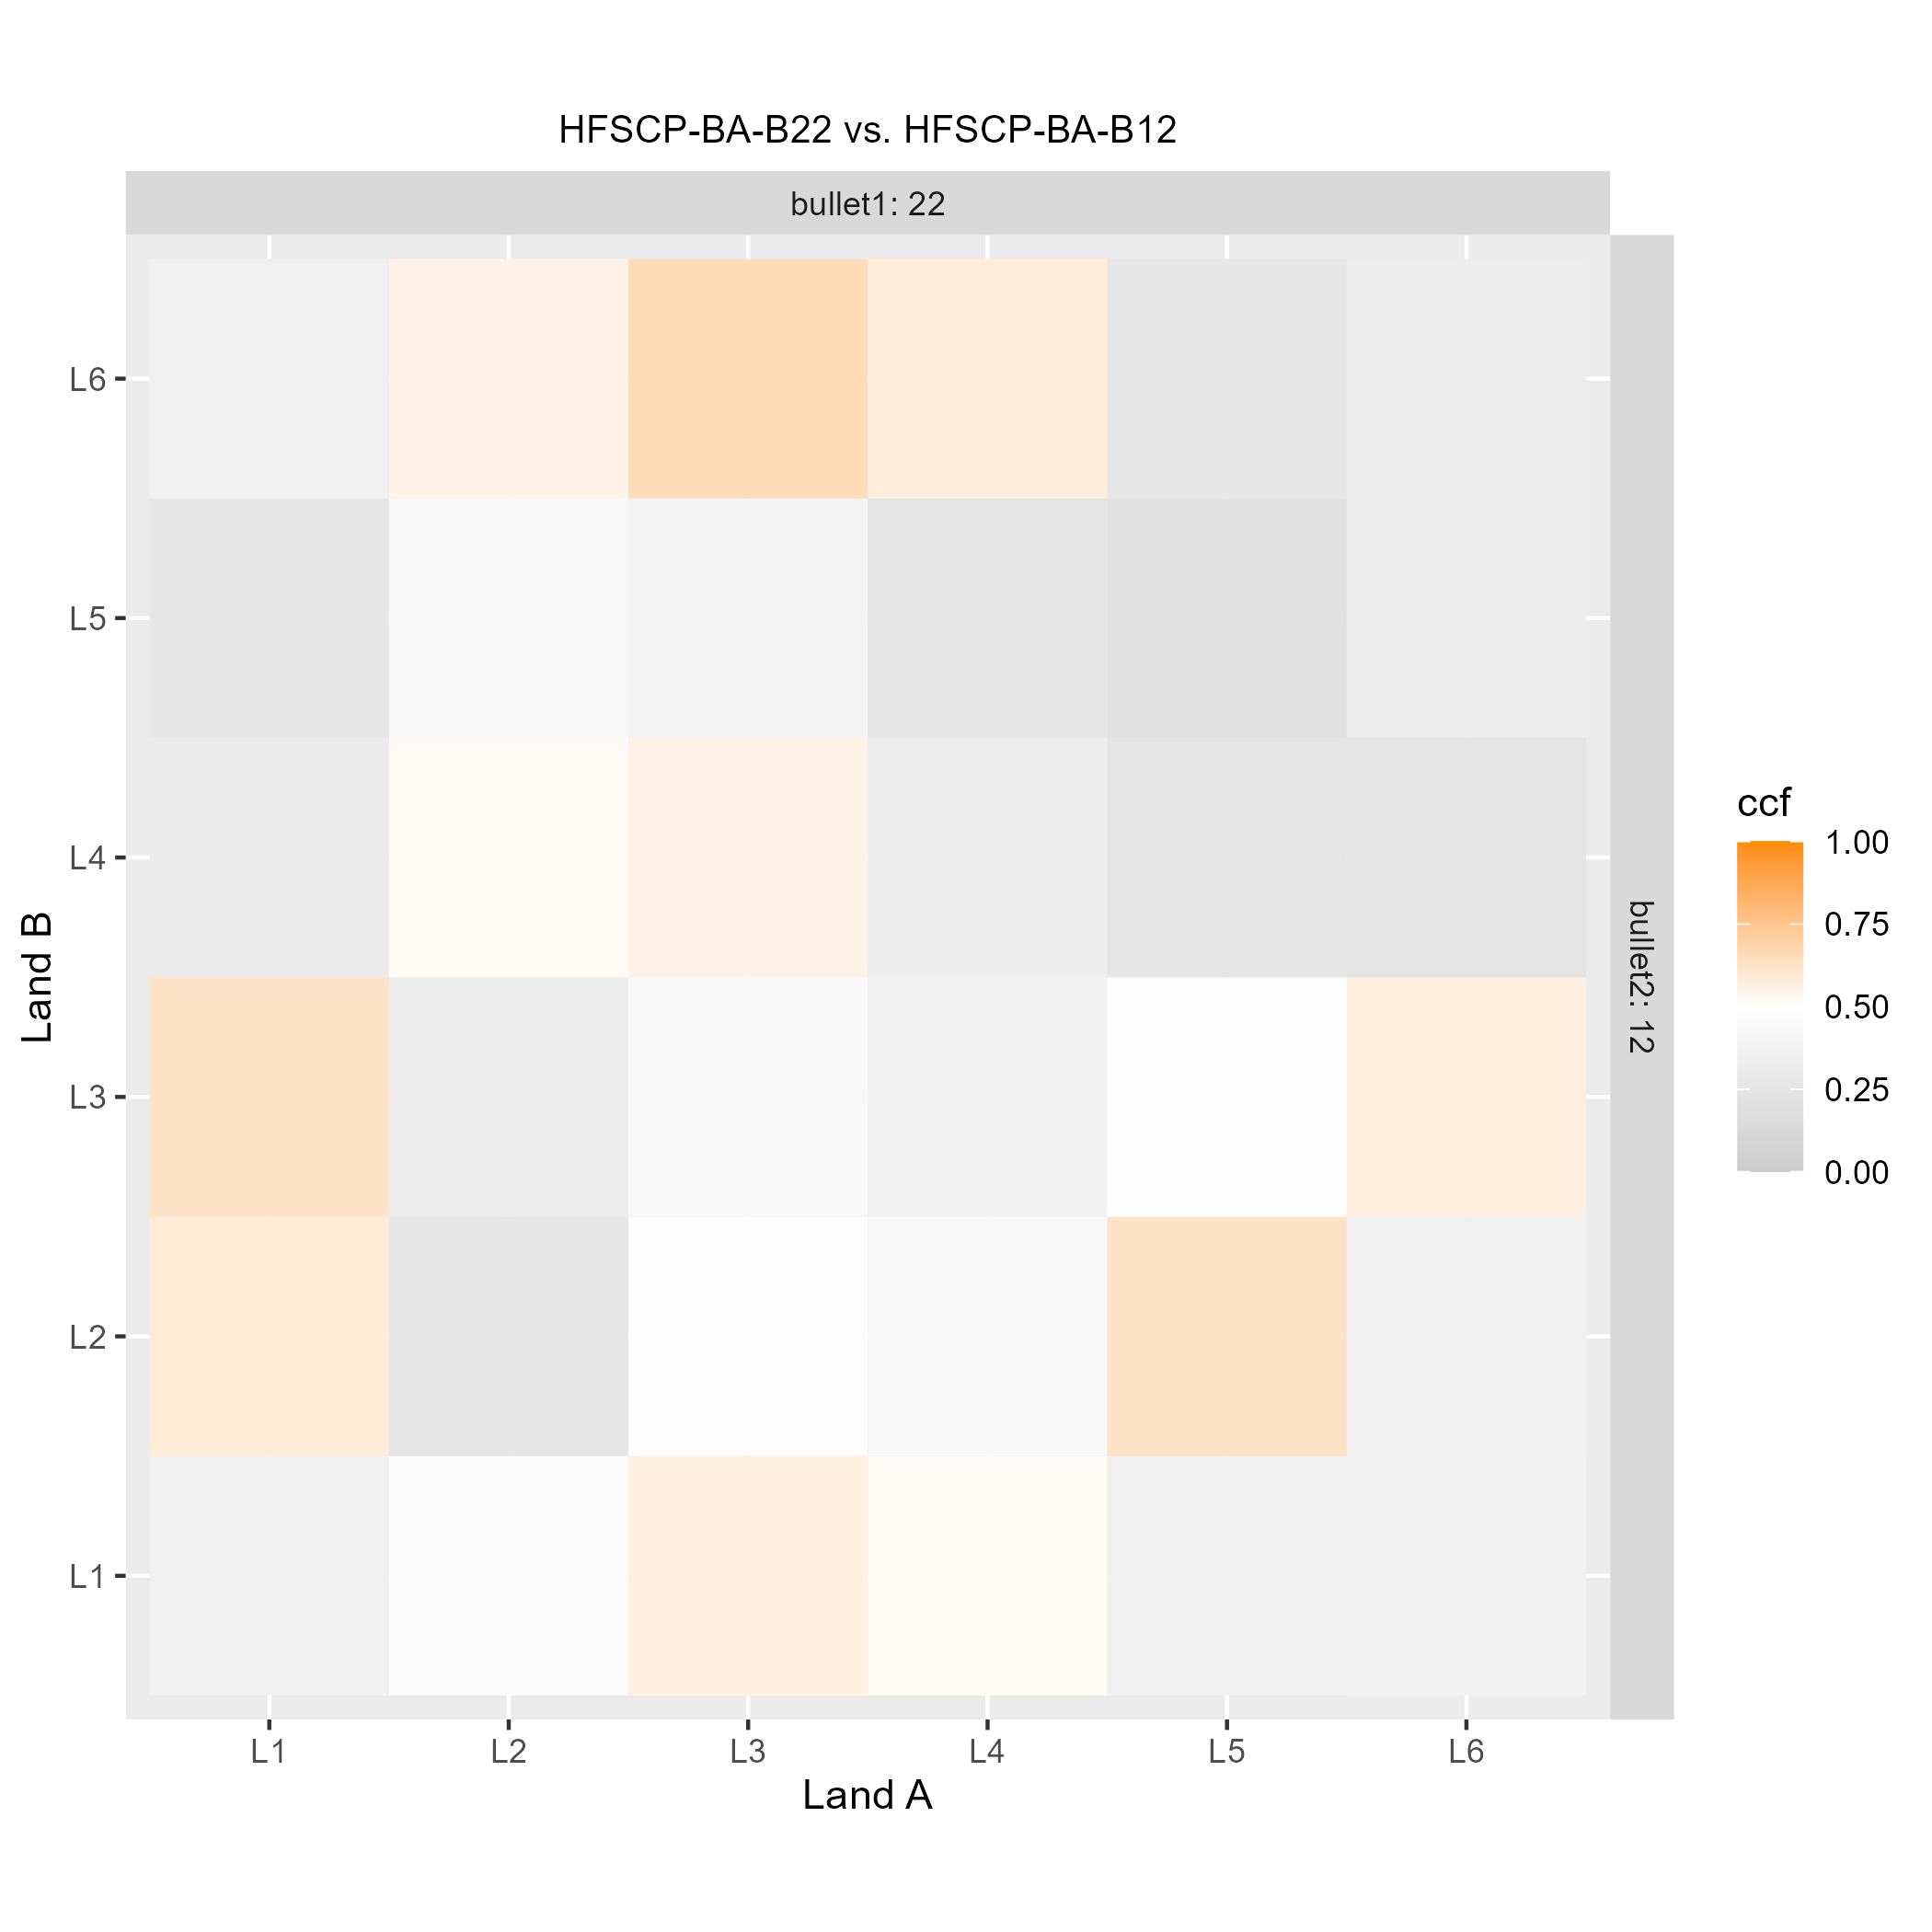 HFSCP-BA-B22 vs. HFSCP-BA-B12
bullet1: 22
L6
L5
L4
L3
L2
L1
Land B
L1 L2 L3 L4 L5 L6
Land A
bullet2: 12
ccf
1.00
0.75
0.50
0.25
0.00